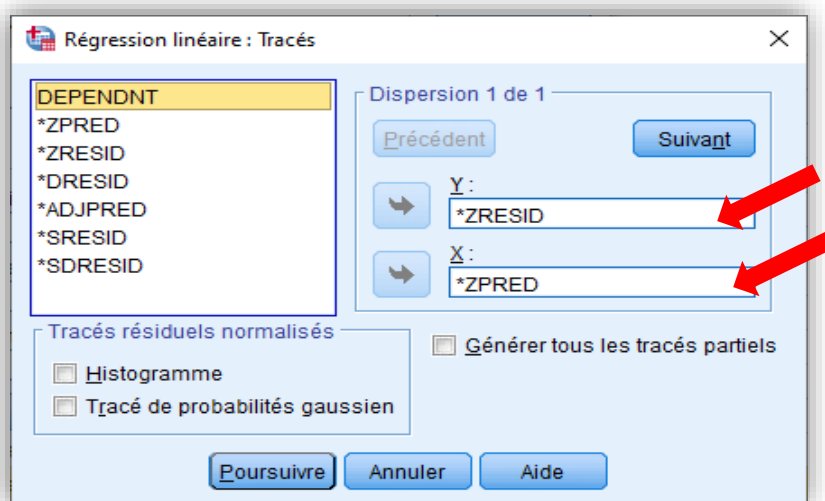 Régression linéaire : Tracés
DEPENDNT
*ZPRED
*ZRESID
*DRESID
*ADJPRED
*SRESID
*SDRESID
Dispersion 1 de 1
Précédent
Suivant
Y :
*ZRESID
X :
*ZPRED
Tracés résiduels normalisés
Histogramme
Tracé de probabilités gaussien
Générer tous les tracés partiels
Poursuivre
Annuler
Aide